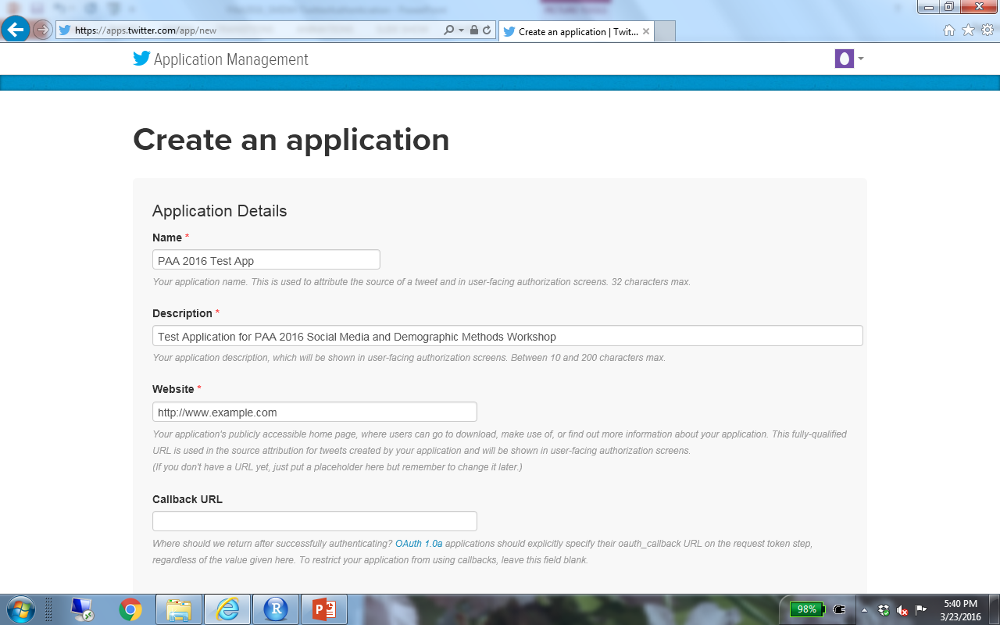 https://apps.twitter.com/app/new
Create an application | Twit...
Application Management
Create an application
Application Details
Name *
PAA 2016 Test App
Your application name. This is used to attribute the source of a tweet and in user-facing authorization screens. 32 characters max.
Description *
Test Application for PAA 2016 Social Media and Demographic Methods Workshop
Your application description, which will be shown in user-facing authorization screens. Between 10 and 200 characters max.
Website *
http://www.example.com
Your application's publicly accessible home page, where users can go to download, make use of, or find out more information about your application. This fully-qualified
URL is used in the source attribution for tweets created by your application and will be shown in user-facing authorization screens.
(If you don't have a URL yet, just put a placeholder here but remember to change it later.)
Callback URL
Where should we return after successfully authenticating? OAuth 1.0a applications should explicitly specify their oauth_callback URL on the request token step,
regardless of the value given here. To restrict your application from using callbacks, leave this field blank.
98%
5:40 PM
3/23/2016